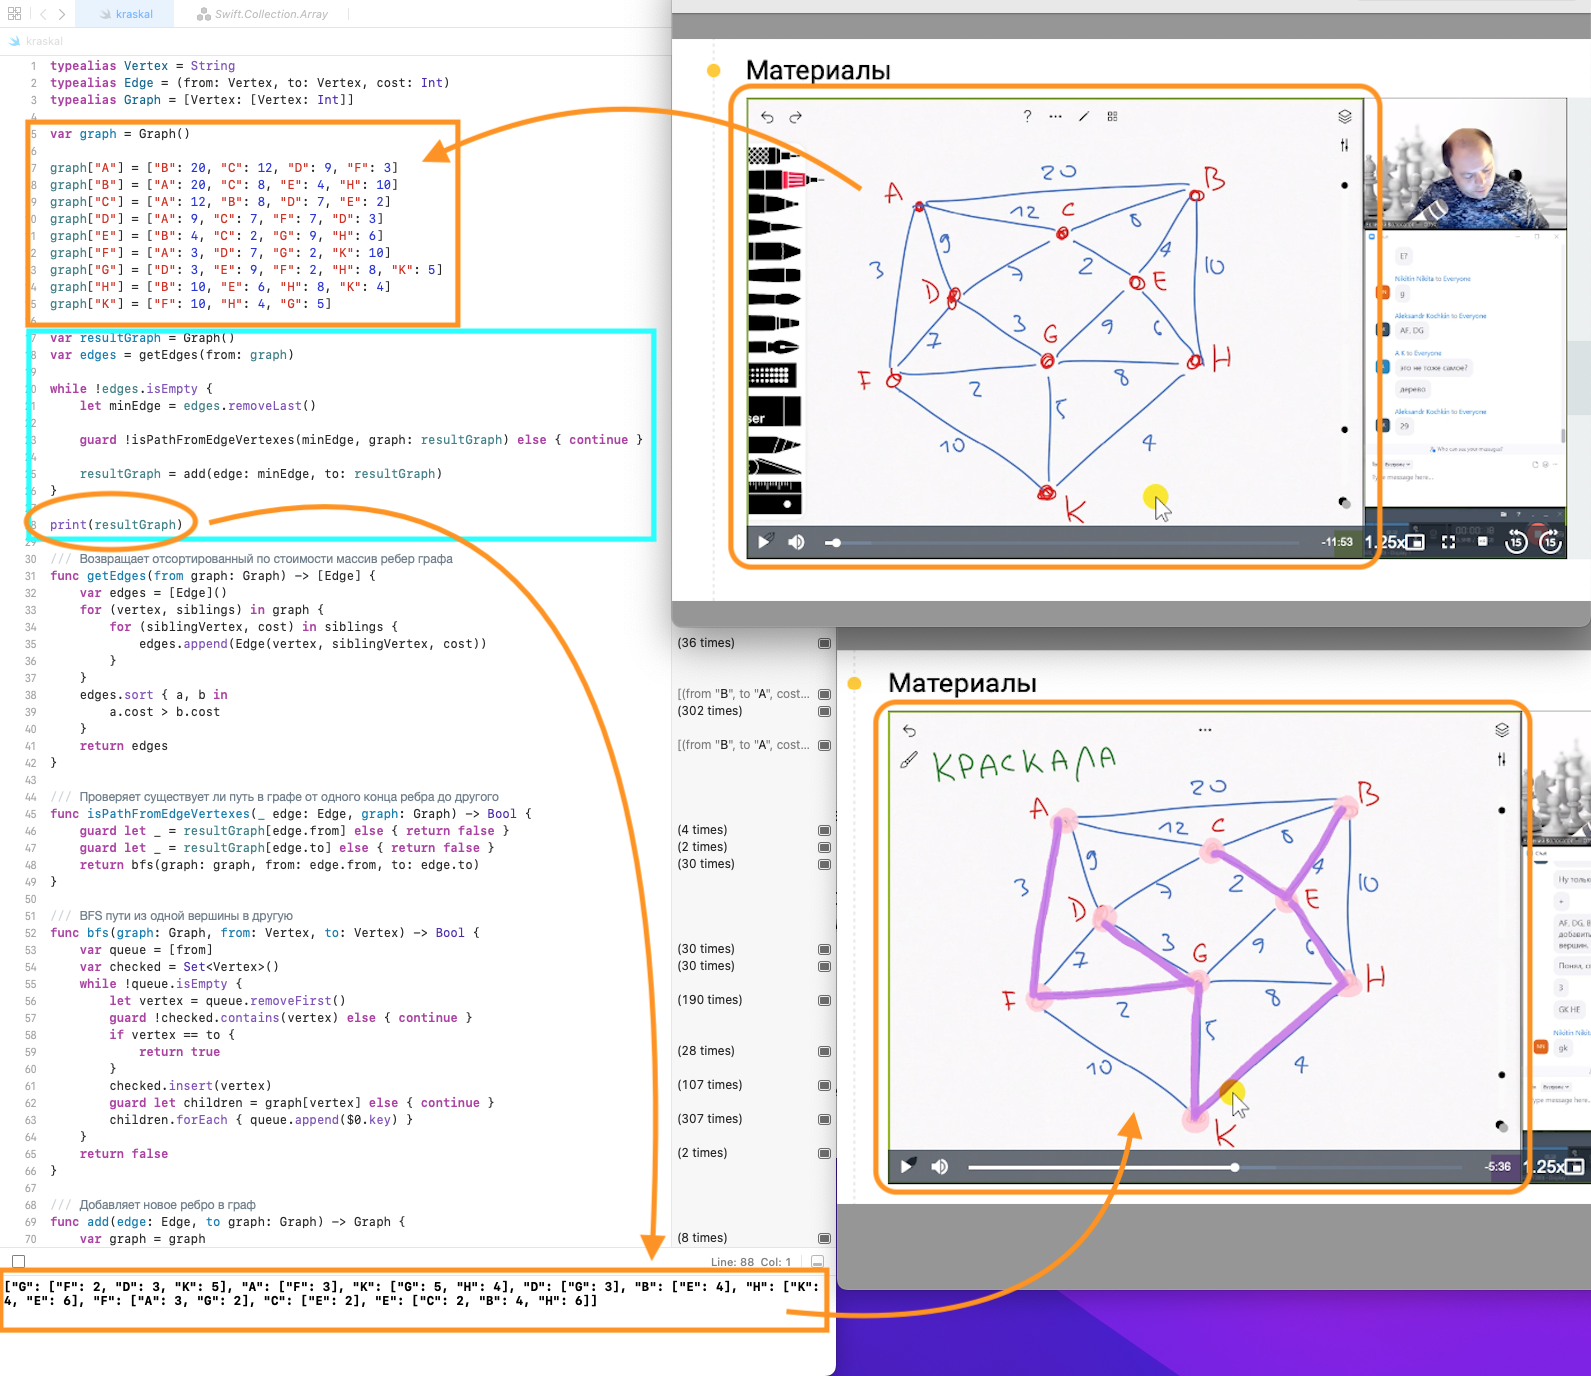 kraskal
Swift.Collection.Array
kraskal
1 typealias Vertex = String
2 typealias Edge = (from: Vertex, to: Vertex, cost: Int)
3 typealias Graph = [Vertex: [Vertex: Int]]
4
5 var graph = Graph()
6
7 graph["A"] = ["B": 20, "C": 12, "D": 9, "F": 3]
8 graph["B"] = ["A": 20, "C": 8, "E": 4, "H": 10]
9 graph["C"] = ["A": 12, "B": 8, "D": 7, "E": 2]
0 graph["D"] = ["A": 9, "C": 7, "F": 7, "D": 3]
1 graph["E"] = ["B": 4, "C": 2, "G": 9, "H": 6]
2 graph["F"] = ["A": 3, "D": 7, "G": 2, "K": 10]
3 graph["G"] = ["D": 3, "E": 9, "F": 2, "H": 8, "K": 5]
4 graph["H"] = ["B": 10, "E": 6, "H": 8, "K": 4]
5 graph["K"] = ["F": 10, "H": 4, "G": 5]
6
7 var resultGraph = Graph()
8 var edges = getEdges(from: graph)
9
0 while !edges.isEmpty {
1 let minEdge = edges.removeLast()
2
3 guard !isPathFromEdgeVertexes(minEdge, graph: resultGraph) else { continue }
4
5 resultGraph = add(edge: minEdge, to: resultGraph)
6 }
8 print(resultGraph)
29
30 /// Возвращает отсортированный по стоимости массив ребер графа
31 func getEdges(from graph: Graph) -> [Edge] {
32 var edges = [Edge]()
33 for (vertex, siblings) in graph {
34 for (siblingVertex, cost) in siblings {
35 edges.append(Edge(vertex, siblingVertex, cost))
36 }
37 }
38 edges.sort { a, b in
39 a.cost > b.cost
40 }
41 return edges
42 }
43
44 /// Проверяет существует ли путь в графе от одного конца ребра до другого
45 func isPathFromEdgeVertexes(_ edge: Edge, graph: Graph) -> Bool {
46 guard let _ = resultGraph[edge.from] else { return false }
47 guard let _ = resultGraph[edge.to] else { return false }
48 return bfs(graph: graph, from: edge.from, to: edge.to)
49 }
50
51 /// BFS пути из одной вершины в другую
52 func bfs(graph: Graph, from: Vertex, to: Vertex) -> Bool {
53 var queue = [from]
54 var checked = Set<Vertex>()
55 while !queue.isEmpty {
56 let vertex = queue.removeFirst()
57 guard !checked.contains(vertex) else { continue }
58 if vertex == to {
59 return true
60 }
61 checked.insert(vertex)
62 guard let children = graph[vertex] else { continue }
63 children.forEach { queue.append($0.key) }
64 }
65 return false
66 }
67
68 /// Добавляет новое ребро в граф
69 func add(edge: Edge, to graph: Graph) -> Graph {
70 var graph = graph
(36 times)
[(from "B", to "A", cost...
(302 times)
[(from "B", to "A", cost...
(4 times)
(2 times)
(30 times)
(30 times)
(30 times)
(190 times)
(28 times)
(107 times)
(307 times)
(2 times)
(8 times)
Line: 88 Col: 1
["G": ["F": 2, "D": 3, "K": 5], "A": ["F": 3], "K": ["G": 5, "H": 4], "D": ["G": 3], "B": ["E": 4], "H": ["K":
4, "E": 6], "F": ["A": 3, "G": 2], "C": ["E": 2], "E": ["C": 2, "B": 4, "H": 6]]
Материалы
?
ser
A 20 B
12 C 8
9 4
3 7 2 E 10
D
3 G 9 6
7
F 2 8 H
5
10 4
K
-11:53 1.25x 15 15
E?
Nikitin Nikita to Everyone
g
Aleksandr Kochkin to Everyone
AF, DG
A K to Everyone
это не тоже самое?
дерево
Aleksandr Kochkin to Everyone
29
Who can see your messages?
Type message here...
Материалы
КРАСКАЛА
A 20 B
12 C 8
9 4
3 7 2 E 10
D
3 G 9 6
7
F 2 8 H
5
10 4
K
-5:36 1.25x
Ну тольк
+
AF, DG, B
добавить
вершин.
3
GK НЕ
Nikitin Nikit
gk